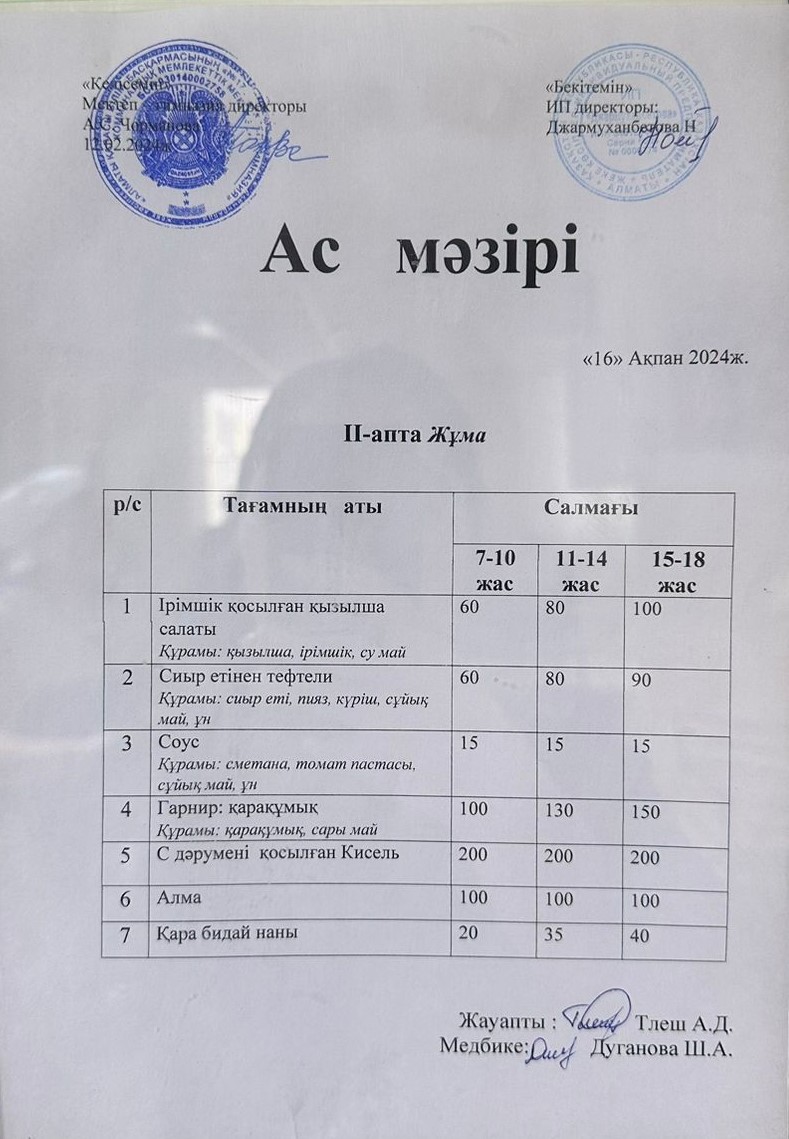 «Келісемін»
Мектеп - гимназия директоры
Чорманова
12.02.2024ж
«Бекітемін»
ИП директоры:
Джармуханбетова Н
Ас мәзірі
«16» Ақпан 2024ж.
ІІ-апта Жұма
р/с Тағамның аты Салмағы
7-10 жас 11-14 жас 15-18 жас
1 Ірімшік қосылған қызылша 60 80 100
салаты
Құрамы: қызылша, ірімшік, су май
2 Сиыр етінен тефтели 60 80 90
Құрамы: сиыр еті, пияз, күріш, сұйық
май, ұн
3 Соус 15 15 15
Құрамы: сметана, томат пастасы,
сұйық май, ұн
4 Гарнир: қарақұмық 100 130 150
Құрамы: қарақұмық, сары май
5 С дәрумені қосылған Кисель 200 200 200
6 Алма 100 100 100
7 Қара бидай наны 20 35 40
Жауапты : Тлеш А.Д.
Медбике: Дуганова Ш.А.